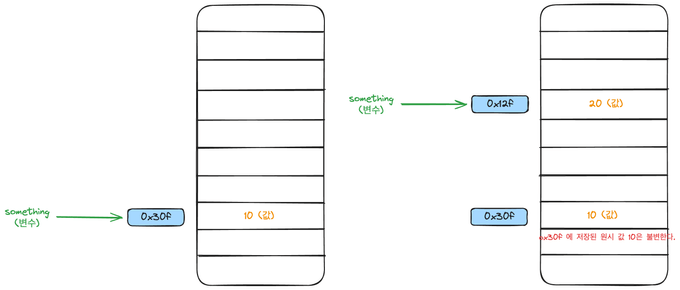 something
(변수)
0x30f
10 (값)
something
(변수)
0x12f
20 (값)
0x30f
10 (값)
0x30f 에 저장된 원시 값 10은 불변한다.